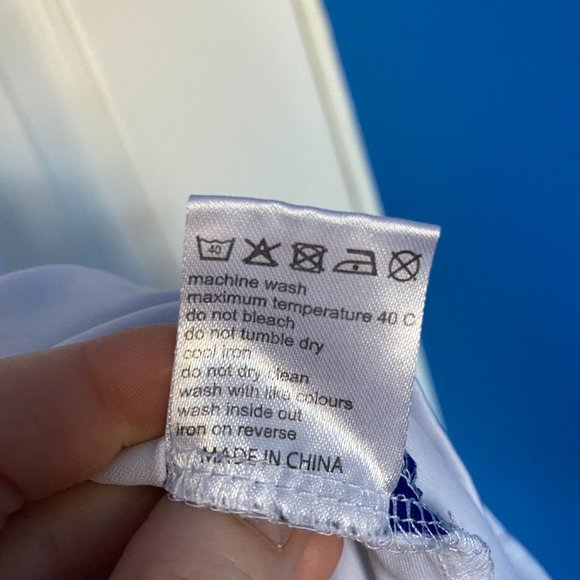 40
machine wash
maximum temperature 40 C
do not bleach
do not tumble dry
cool iron
do not dry clean
wash with like colours
wash inside out
iron on reverse
MADE IN CHINA